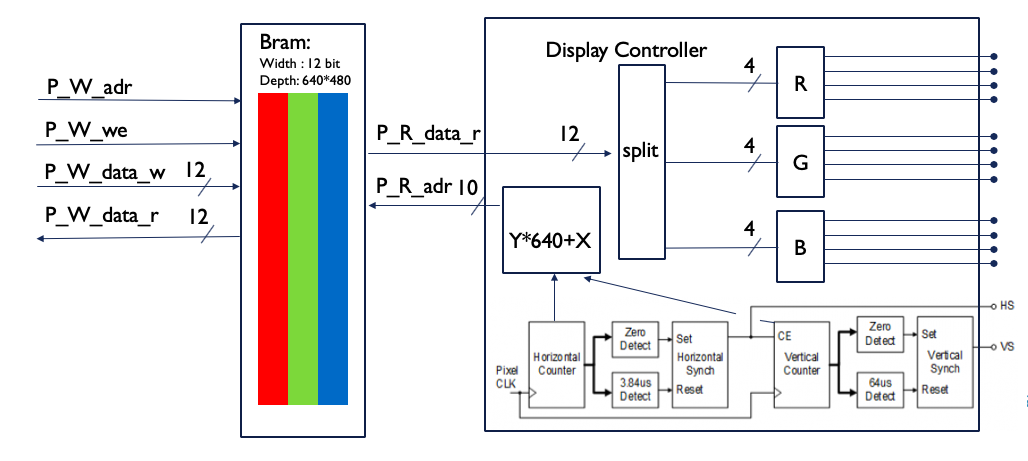 Bram:
Width : 12 bit
Depth: 640*480
P_W_adr
P_W_we
P_W_data_w 12
P_W_data_r 12
P_R_data_r 12
P_R_adr 10
Display Controller
split
4
R
4
G
4
B
Y*640+X
Pixel
CLK
Horizontal
Counter
Zero
Detect
3.84us
Detect
Set
Horizontal
Synch
Reset
CE
Vertical
Counter
Zero
Detect
64us
Detect
Set
Vertical
Synch
Reset
HS
VS